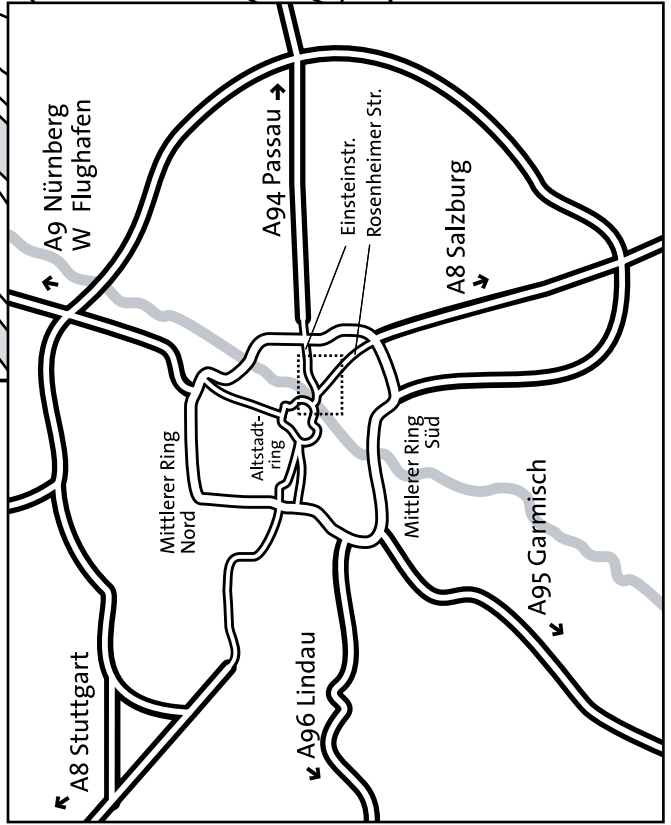 A9 Nürnberg
W Flughafen
A94 Passau
Einsteinstr.
Rosenheimer Str.
A8 Salzburg
Mittlerer Ring
Nord
Altstadt-
ring
Mittlerer Ring
Süd
A8 Stuttgart
A96 Lindau
A95 Garmisch